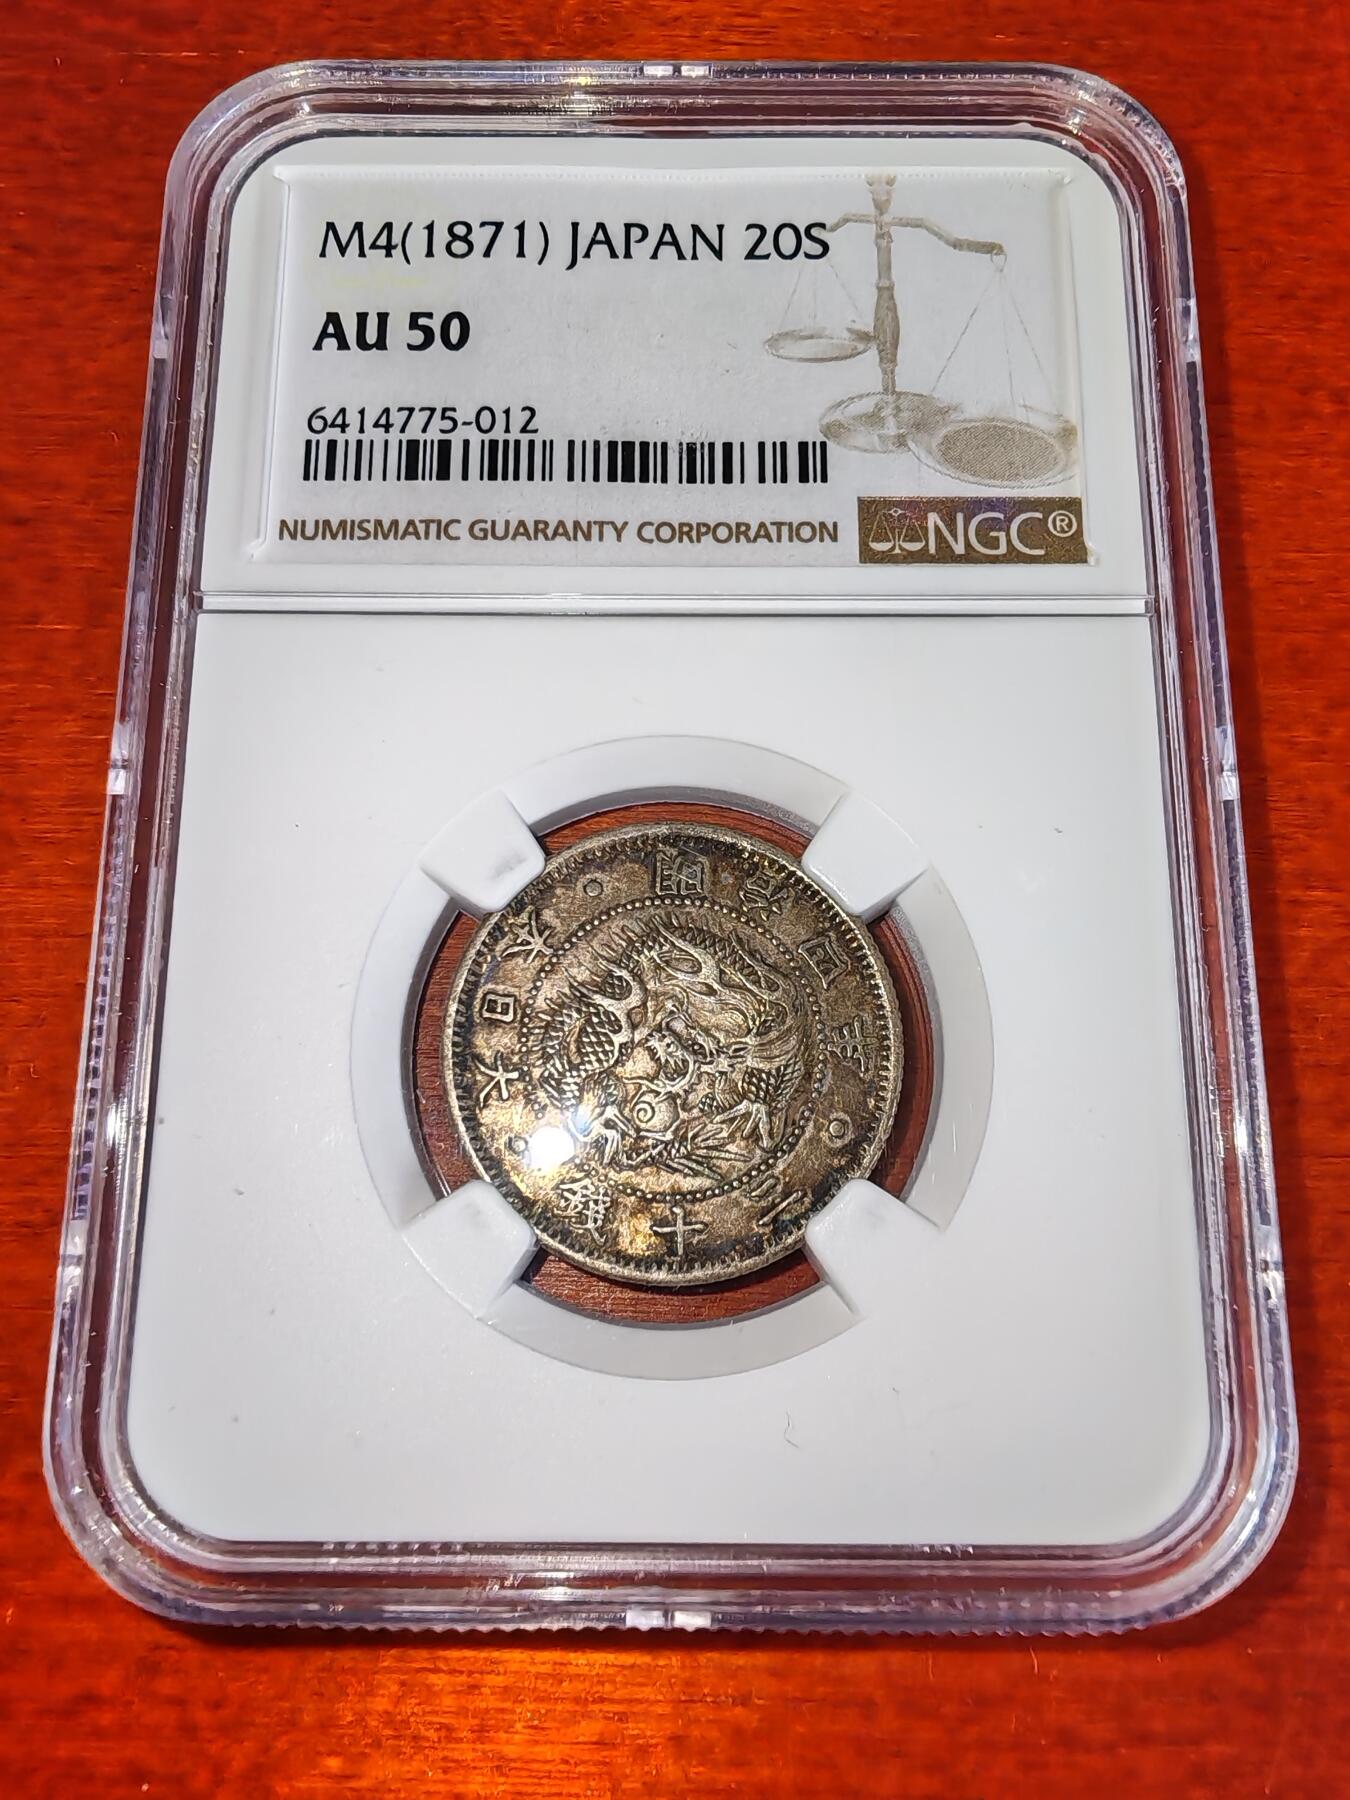 M4(1871) JAPAN 20S
AU 50
6414775-012
NUMISMATIC GUARANTY CORPORATION
NGC®
大日本
明治四年
二十錢